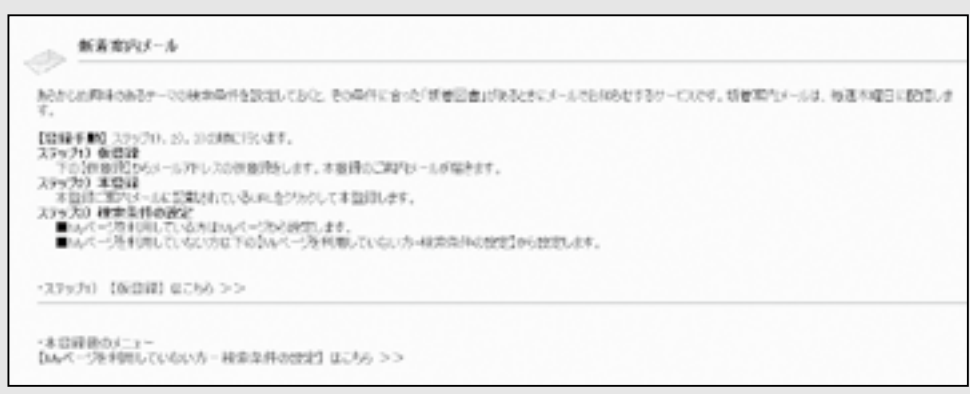 新着案内メール
あらかじめ興味のあるテーマの検索条件を設定しておくと、その条件に合った「新着図書」があるときにメールでお知らせするサービスです。新着案内メールは、毎週木曜日に配信しま
す。
【登録手順】 ステップ1)、2)、3)の順に行います。
ステップ1) 仮登録
下の【仮登録】からメールアドレスの仮登録をします。本登録のご案内メールが届きます。
ステップ2) 本登録
本登録ご案内メールに記載されているURLをクリックして本登録します。
ステップ3) 検索条件の設定
■Myページを利用している方はMyページから設定します。
■Myページを利用していない方は下の【Myページを利用していない方-検索条件の設定】から設定します。
・ステップ1) 【仮登録】 はこちら >>
・本登録後のメニュー
【Myページを利用していない方 - 検索条件の設定】 はこちら >>